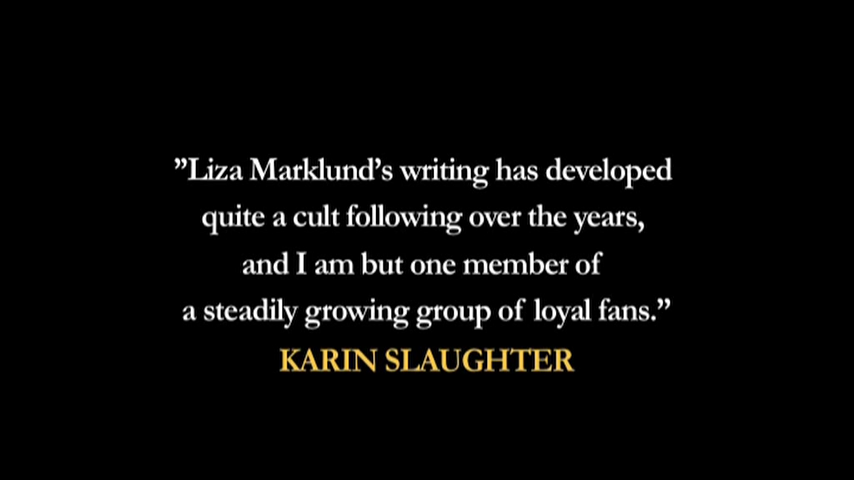 ”Liza Marklund’s writing has developed
quite a cult following over the years,
and I am but one member of
a steadily growing group of loyal fans.”
KARIN SLAUGHTER